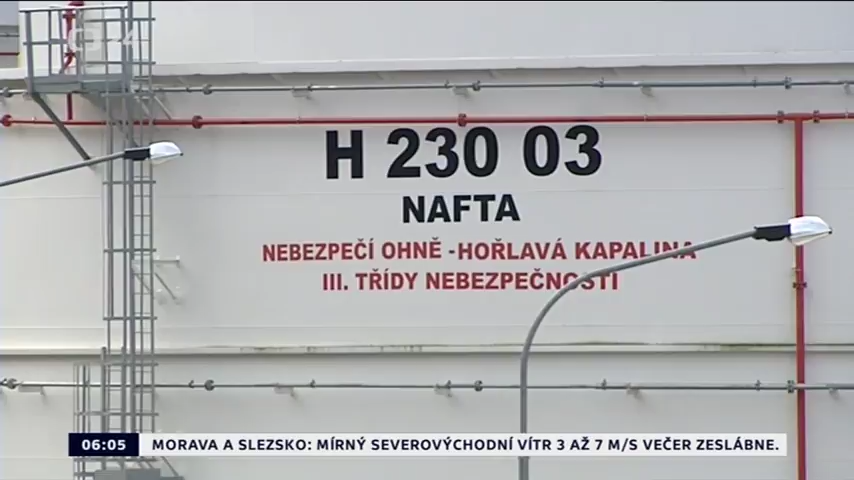 ČT24
H 230 03
NAFTA
NEBEZPEČÍ OHNĚ -HOŘLAVÁ KAPALINA
III. TŘÍDY NEBEZPEČNOSTI
06:05 MORAVA A SLEZSKO: MÍRNÝ SEVEROVÝCHODNÍ VÍTR 3 AŽ 7 M/S VEČER ZESLÁBNE.